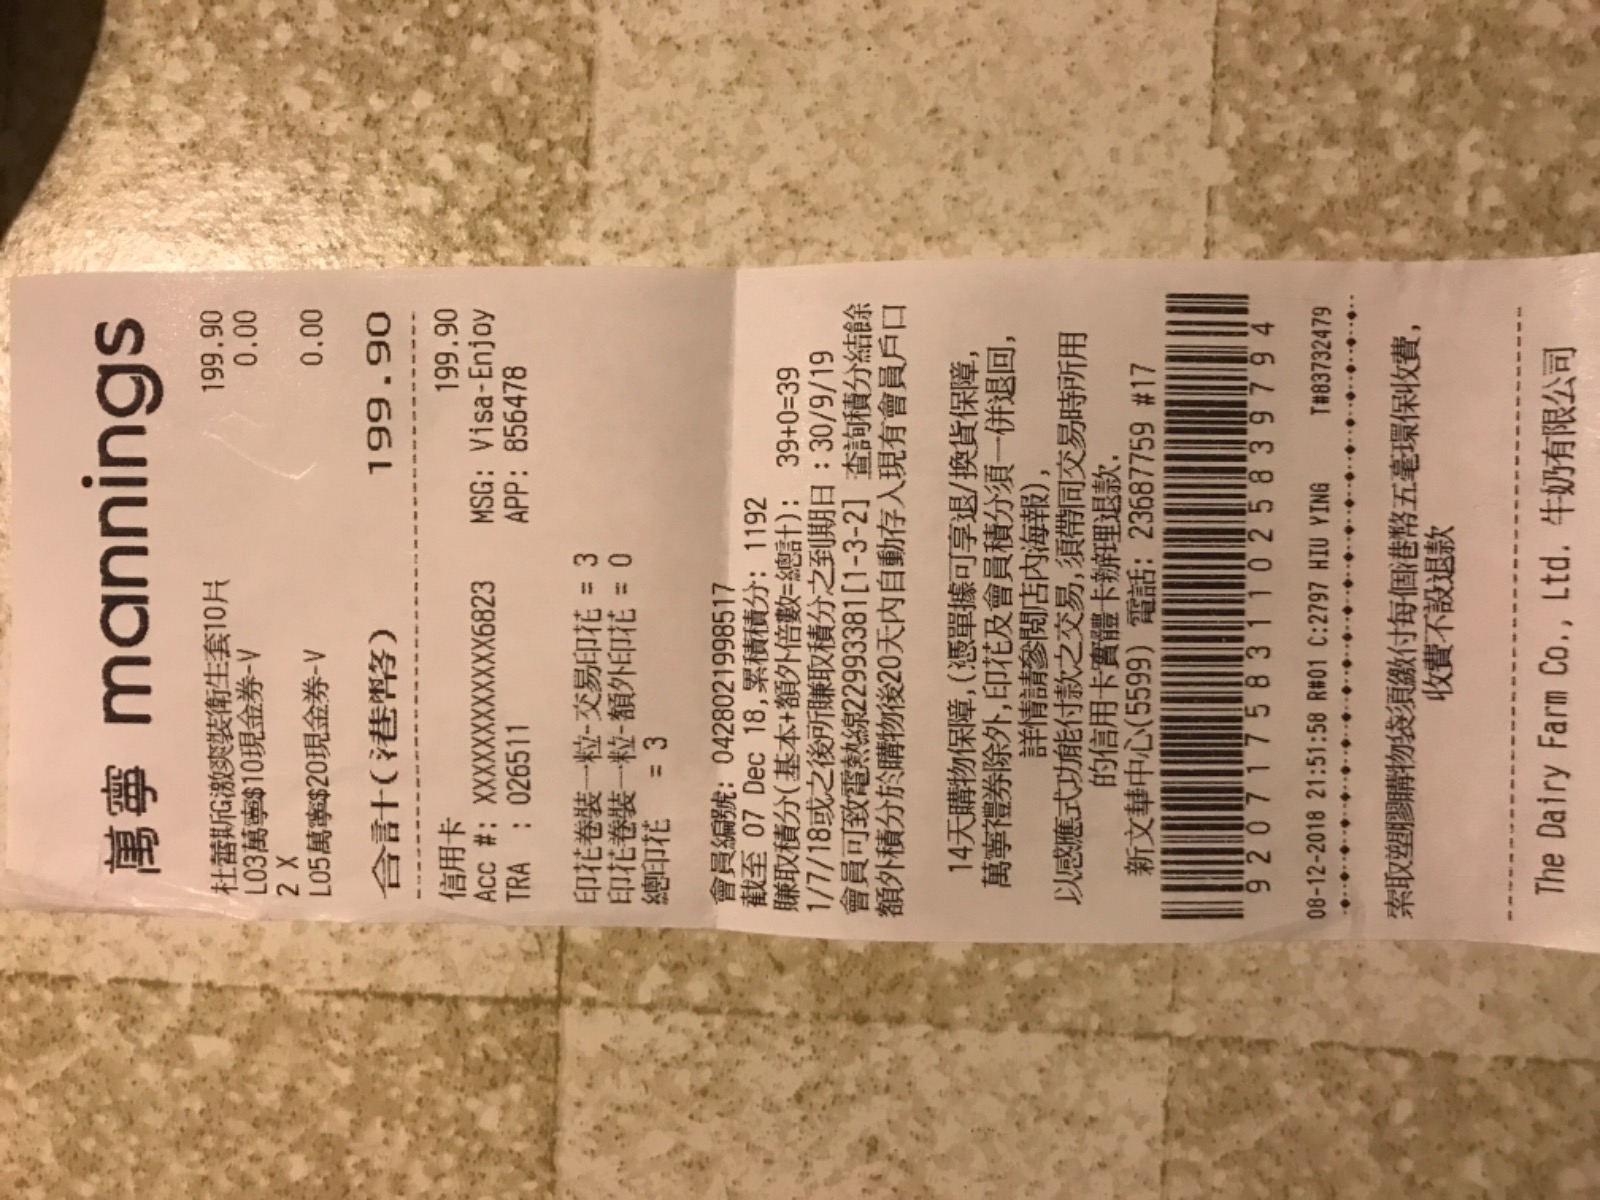 萬寧 mannings
杜蕾斯G激爽裝衛生套10片 199.90
L03萬寧$10現金券-V 0.00
2 X
L05萬寧$20現金券-V 0.00
合計(港幣) 199.90
信用卡 199.90
Acc #: XXXXXXXXXXXX6823 MSG: Visa-Enjoy
TRA : 026511 APP: 856478
印花卷裝一粒-交易印花 = 3
印花卷裝一粒-額外印花 = 0
總印花 = 3
會員編號: 0428021998517
截至 07 Dec 18,累積積分: 1192
賺取積分(基本+額外倍數=總計): 39+0=39
1/7/18或之後所賺取積分之到期日：30/9/19
會員可致電熱線22993381[1-3-2] 查詢積分結餘
額外積分於購物後20天內自動存入現有會員戶口
14天購物保障,(憑單據可享退/換貨保障,
萬寧禮券除外,印花及會員積分須一併退回,
詳情請參閱店內海報),
以感應式功能付款之交易,須帶同交易時所用
的信用卡實體卡辦理退款.
新文華中心(5599) 電話: 23687759 #17
92071758311025839794
08-12-2018 21:51:58 R#01 C:2797 HIU YING T#83732479
索取塑膠購物袋須繳付每個港幣五毫環保收費,
收費不設退款
The Dairy Farm Co., Ltd. 牛奶有限公司